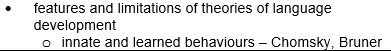 • features and limitations of theories of language
development
o innate and learned behaviours – Chomsky, Bruner